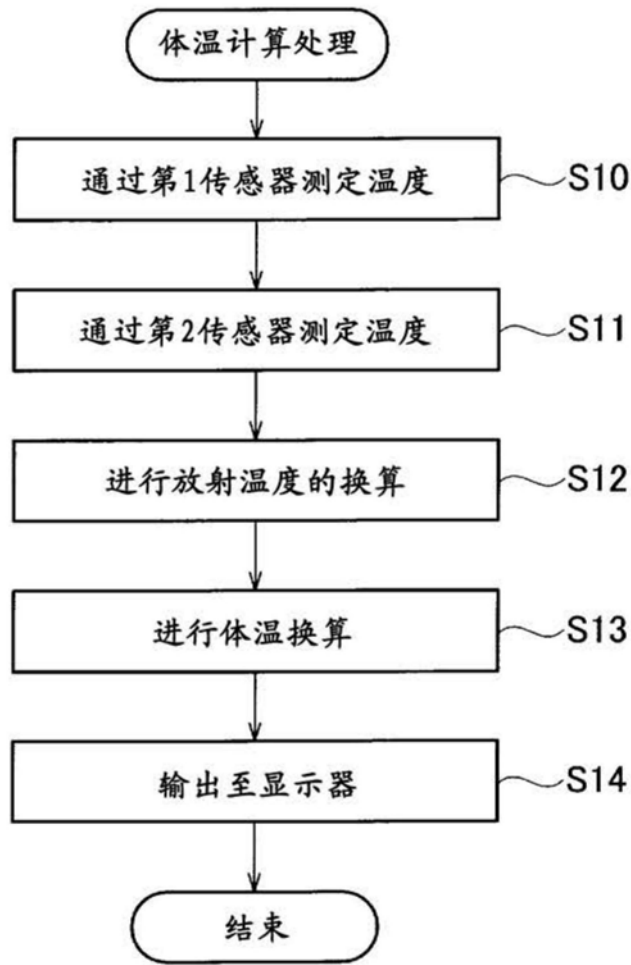 体温计算处理
通过第1传感器测定温度
S10
通过第2传感器测定温度
S11
进行放射温度的换算
S12
进行体温换算
S13
输出至显示器
S14
结束